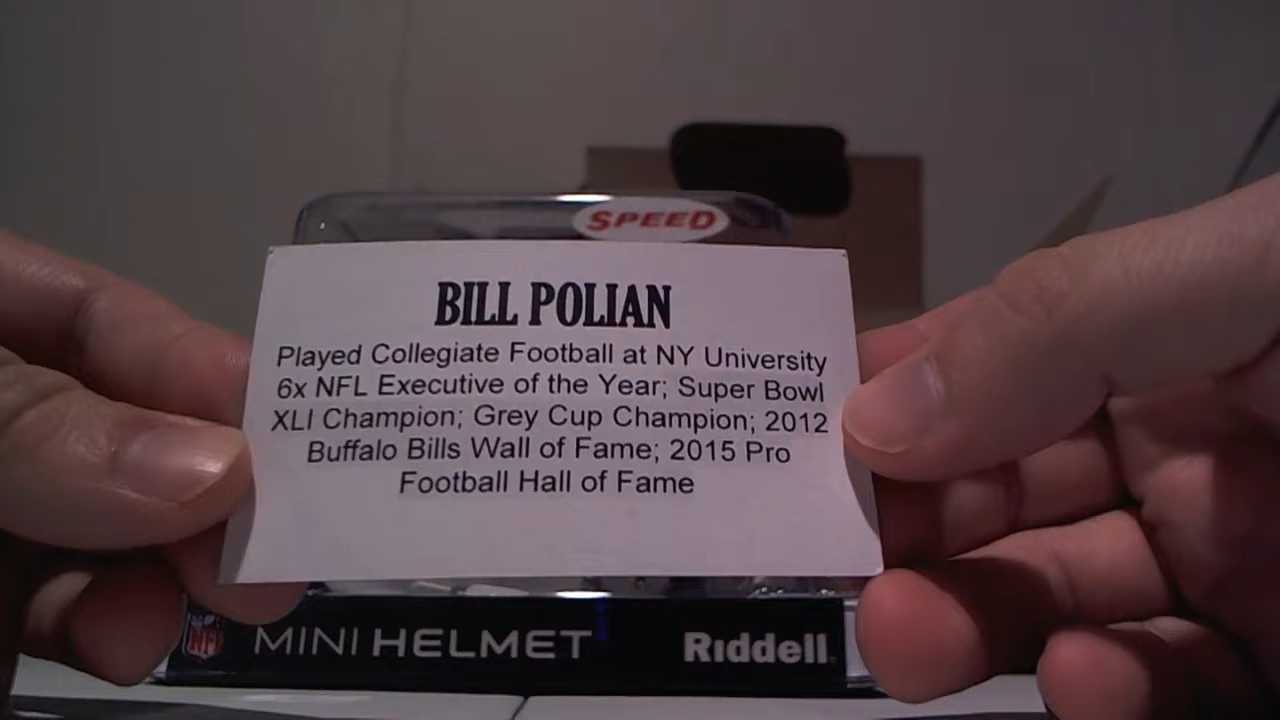 SPEED
BILL POLIAN
Played Collegiate Football at NY University
6x NFL Executive of the Year; Super Bowl
XLI Champion; Grey Cup Champion; 2012
Buffalo Bills Wall of Fame; 2015 Pro
Football Hall of Fame
NFL MINI HELMET Riddell